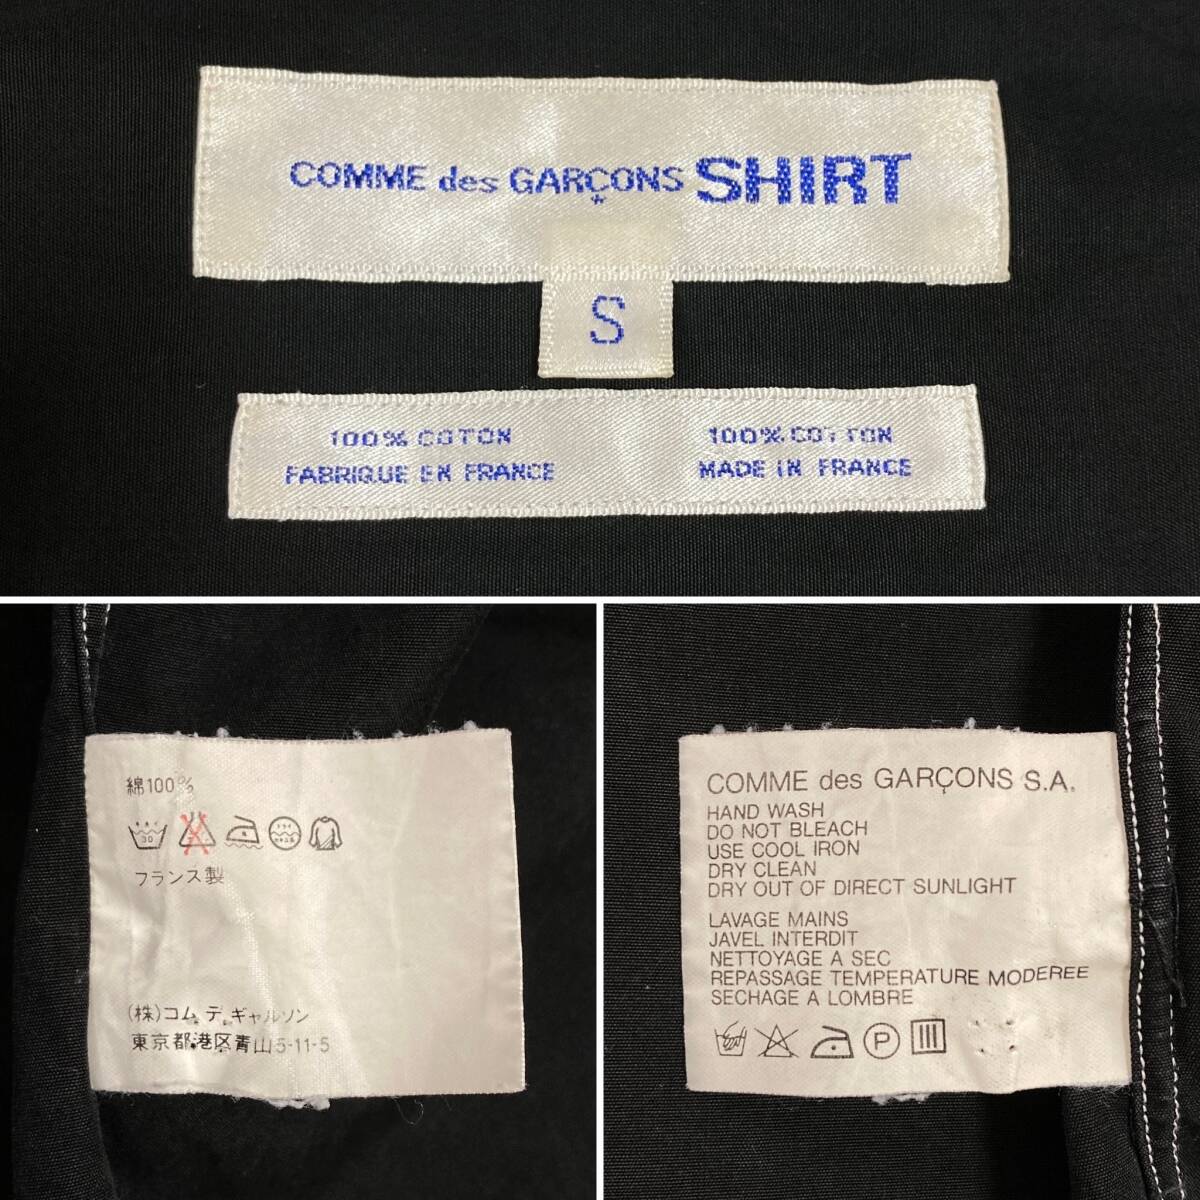 COMME des GARÇONS SHIRT
S
100% COTON
FABRIQUE EN FRANCE
100% COTTON
MADE IN FRANCE
綿100%
30
フランス製
(株)コム デ ギャルソン
東京都港区青山5-11-5
COMME des GARÇONS S.A.
HAND WASH
DO NOT BLEACH
USE COOL IRON
DRY CLEAN
DRY OUT OF DIRECT SUNLIGHT
LAVAGE MAINS
JAVEL INTERDIT
NETTOYAGE A SEC
REPASSAGE TEMPERATURE MODEREE
SECHAGE A LOMBRE
P